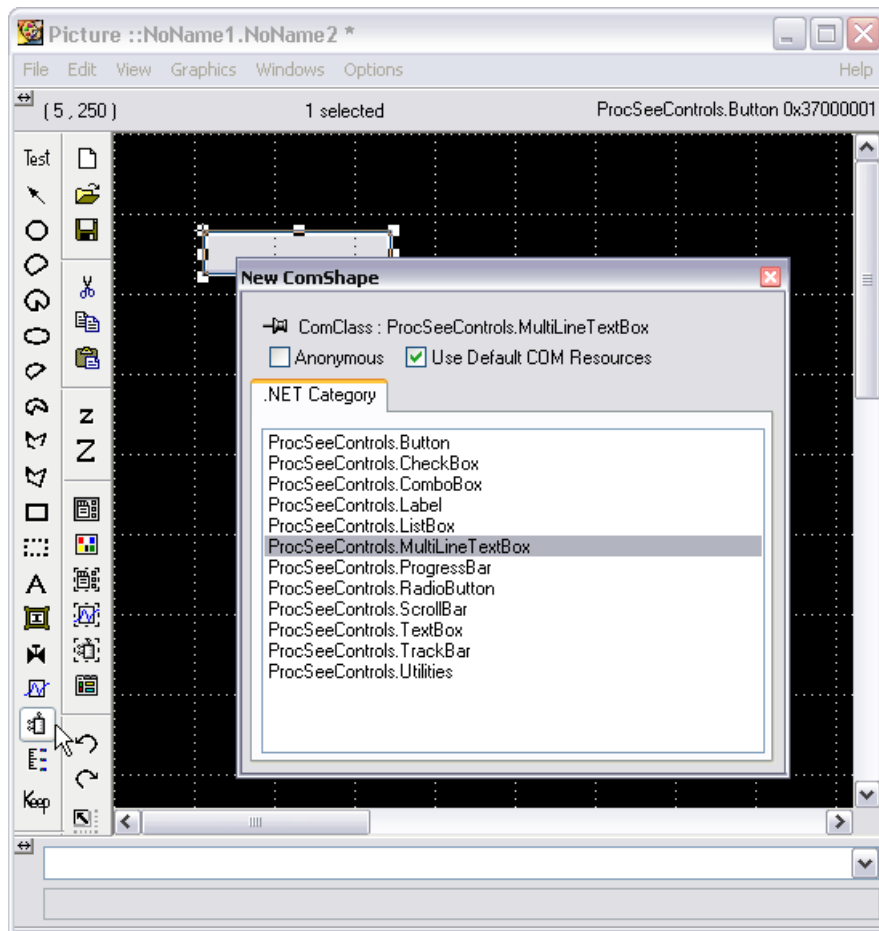 Picture ::NoName1.NoName2 *
File Edit View Graphics Windows Options Help
( 5 , 250 ) 1 selected ProcSeeControls.Button 0x37000001
Test
New ComShape
ComClass : ProcSeeControls.MultiLineTextBox
Anonymous Use Default COM Resources
.NET Category
ProcSeeControls.Button
ProcSeeControls.CheckBox
ProcSeeControls.ComboBox
ProcSeeControls.Label
ProcSeeControls.ListBox
ProcSeeControls.MultiLineTextBox
ProcSeeControls.ProgressBar
ProcSeeControls.RadioButton
ProcSeeControls.ScrollBar
ProcSeeControls.TextBox
ProcSeeControls.TrackBar
ProcSeeControls.Utilities
z
Z
A
Keep